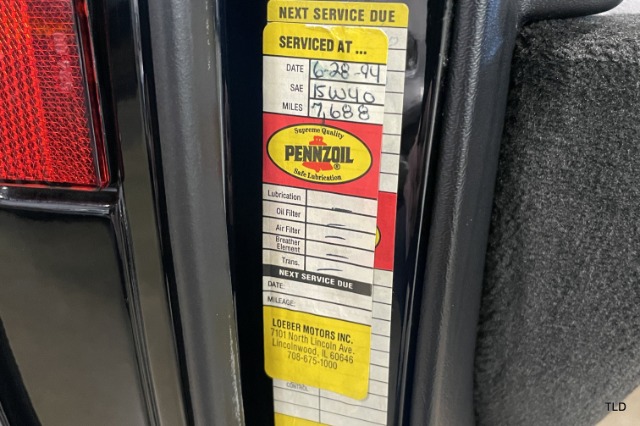 NEXT SERVICE DUE
SERVICED AT ...
DATE 6-28-94
SAE 15W40
MILES 7,688
Supreme Quality
PENNZOIL
®
Safe Lubrication
Lubrication
Oil Filter
Air Filter
Breather
Element
Trans.
NEXT SERVICE DUE
DATE:
MILEAGE:
LOEBER MOTORS INC.
7101 North Lincoln Ave.
Lincolnwood, IL 60646
708-675-1000
CONTROL
TLD